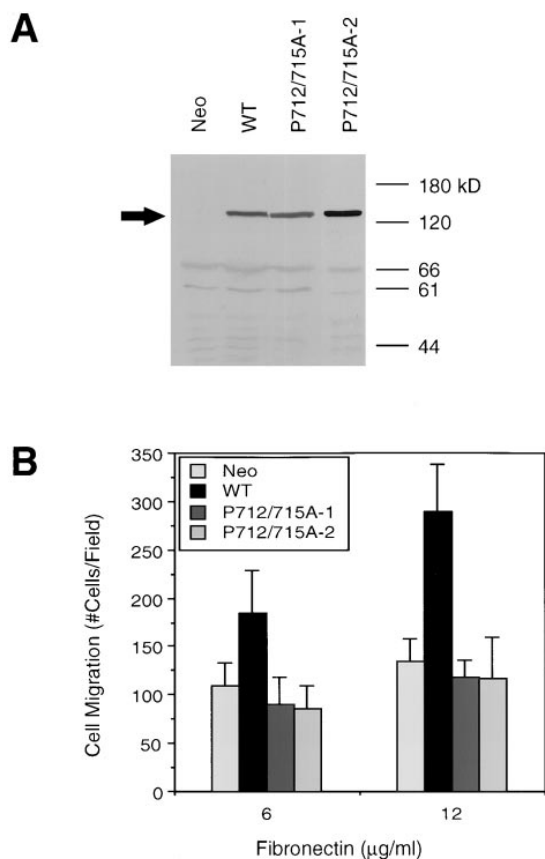 A
Neo
WT
P712/715A-1
P712/715A-2
180 kD
120
66
61
44
B
350
300
250
200
150
100
50
0
Cell Migration (#Cells/Field)
Neo
WT
P712/715A-1
P712/715A-2
6
12
Fibronectin (μg/ml)